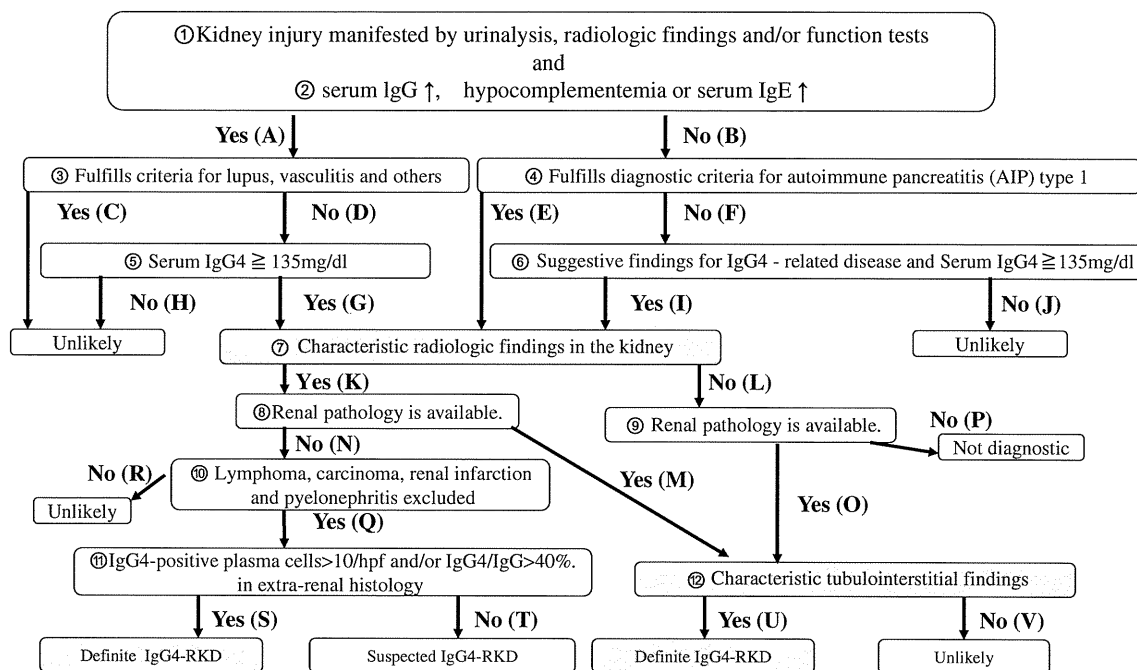 ①Kidney injury manifested by urinalysis, radiologic findings and/or function tests
and
② serum IgG ↑, hypocomplementemia or serum IgE ↑
Yes (A)
No (B)
③ Fulfills criteria for lupus, vasculitis and others
④ Fulfills diagnostic criteria for autoimmune pancreatitis (AIP) type 1
Yes (C)
No (D)
Yes (E)
No (F)
⑤ Serum IgG4 ≧ 135mg/dl
⑥ Suggestive findings for IgG4 - related disease and Serum IgG4≧135mg/dl
No (H)
Yes (G)
Yes (I)
No (J)
Unlikely
⑦ Characteristic radiologic findings in the kidney
Unlikely
Yes (K)
No (L)
⑧Renal pathology is available.
⑨ Renal pathology is available.
No (P)
Not diagnostic
No (N)
No (R)
⑩ Lymphoma, carcinoma, renal infarction
and pyelonephritis excluded
Yes (M)
Yes (O)
Unlikely
Yes (Q)
⑪IgG4-positive plasma cells>10/hpf and/or IgG4/IgG>40%.
in extra-renal histology
⑫ Characteristic tubulointerstitial findings
Yes (S)
No (T)
Yes (U)
No (V)
Definite IgG4-RKD
Suspected IgG4-RKD
Definite IgG4-RKD
Unlikely